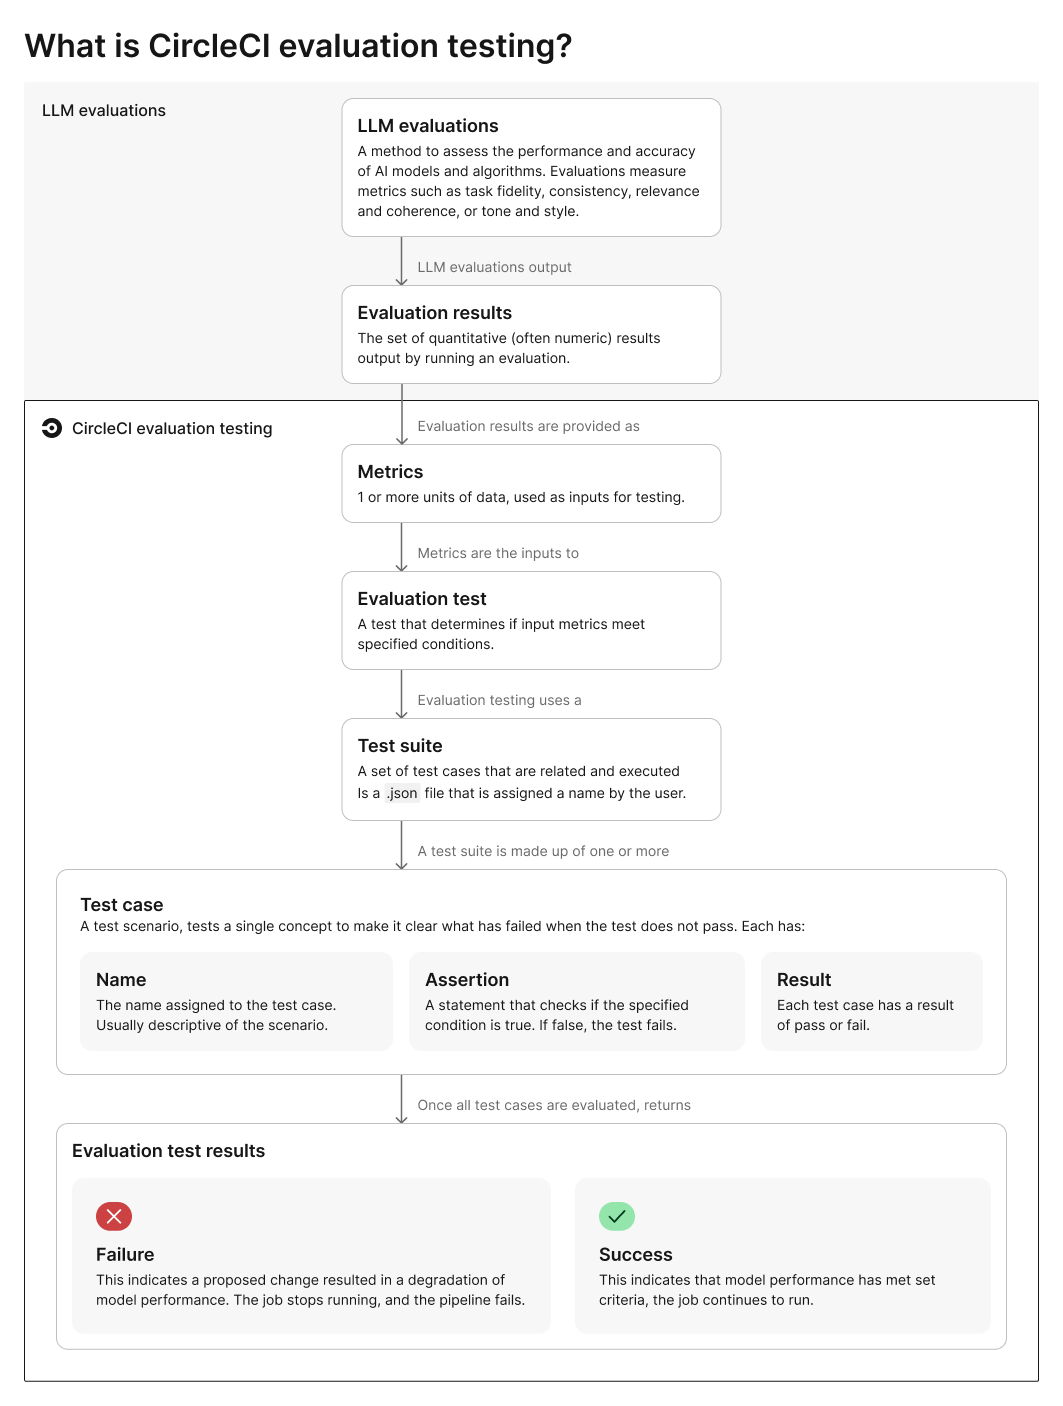 What is CircleCI evaluation testing?
LLM evaluations
LLM evaluations
A method to assess the performance and accuracy
of AI models and algorithms. Evaluations measure
metrics such as task fidelity, consistency, relevance
and coherence, or tone and style.
LLM evaluations output
Evaluation results
The set of quantitative (often numeric) results
output by running an evaluation.
CircleCI evaluation testing
Evaluation results are provided as
Metrics
1 or more units of data, used as inputs for testing.
Metrics are the inputs to
Evaluation test
A test that determines if input metrics meet
specified conditions.
Evaluation testing uses a
Test suite
A set of test cases that are related and executed
Is a .json file that is assigned a name by the user.
A test suite is made up of one or more
Test case
A test scenario, tests a single concept to make it clear what has failed when the test does not pass. Each has:
Name
The name assigned to the test case.
Usually descriptive of the scenario.
Assertion
A statement that checks if the specified
condition is true. If false, the test fails.
Result
Each test case has a result
of pass or fail.
Once all test cases are evaluated, returns
Evaluation test results
Failure
This indicates a proposed change resulted in a degradation of
model performance. The job stops running, and the pipeline fails.
Success
This indicates that model performance has met set
criteria, the job continues to run.